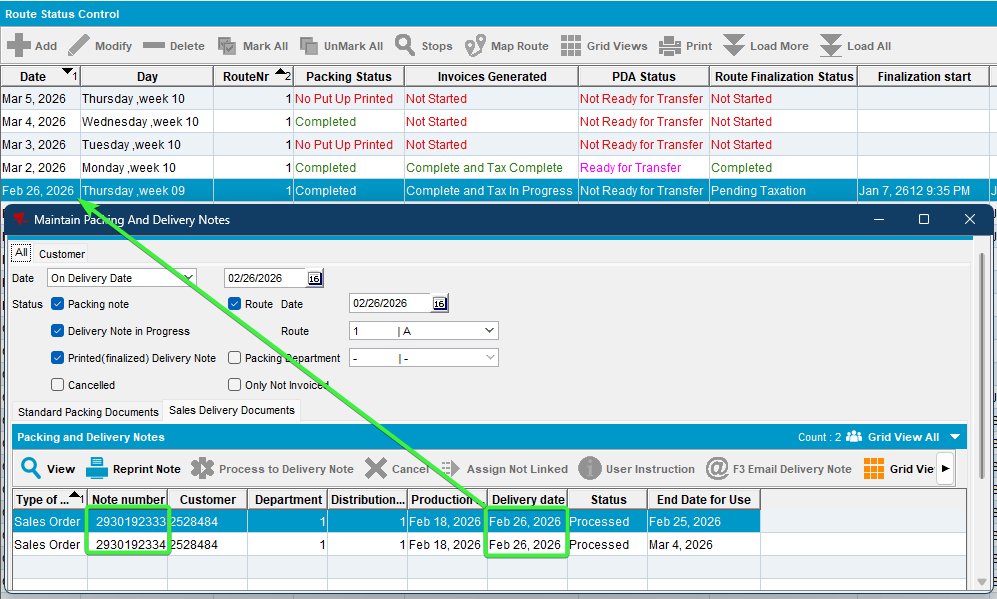 Route Status Control
Add Modify Delete Mark All UnMark All Stops Map Route Grid Views Print Load More Load All
Date 1 Day RouteNr 2 Packing Status Invoices Generated PDA Status Route Finalization Status Finalization start
Mar 5, 2026 Thursday ,week 10 1 No Put Up Printed Not Started Not Ready for Transfer Not Started
Mar 4, 2026 Wednesday ,week 10 1 Completed Not Started Not Ready for Transfer Not Started
Mar 3, 2026 Tuesday ,week 10 1 No Put Up Printed Not Started Not Ready for Transfer Not Started
Mar 2, 2026 Monday ,week 10 1 Completed Complete and Tax Complete Ready for Transfer Completed
Feb 26, 2026 Thursday ,week 09 1 Completed Complete and Tax In Progress Not Ready for Transfer Pending Taxation Jan 7, 2612 9:35 PM
Maintain Packing And Delivery Notes
All Customer
Date On Delivery Date 02/26/2026 16
Status Packing note Route Date 02/26/2026 16
Delivery Note in Progress Route 1 | A
Printed(finalized) Delivery Note Packing Department - | -
Cancelled Only Not Invoiced
Standard Packing Documents Sales Delivery Documents
Packing and Delivery Notes Count : 2 Grid View All
View Reprint Note Process to Delivery Note Cancel Assign Not Linked User Instruction F3 Email Delivery Note Grid Vie
Type of ... 1 Note number Customer Department Distribution... Production ... Delivery date Status End Date for Use
Sales Order 2930192333 2528484 1 1 Feb 18, 2026 Feb 26, 2026 Processed Feb 25, 2026
Sales Order 2930192334 2528484 1 1 Feb 18, 2026 Feb 26, 2026 Processed Mar 4, 2026